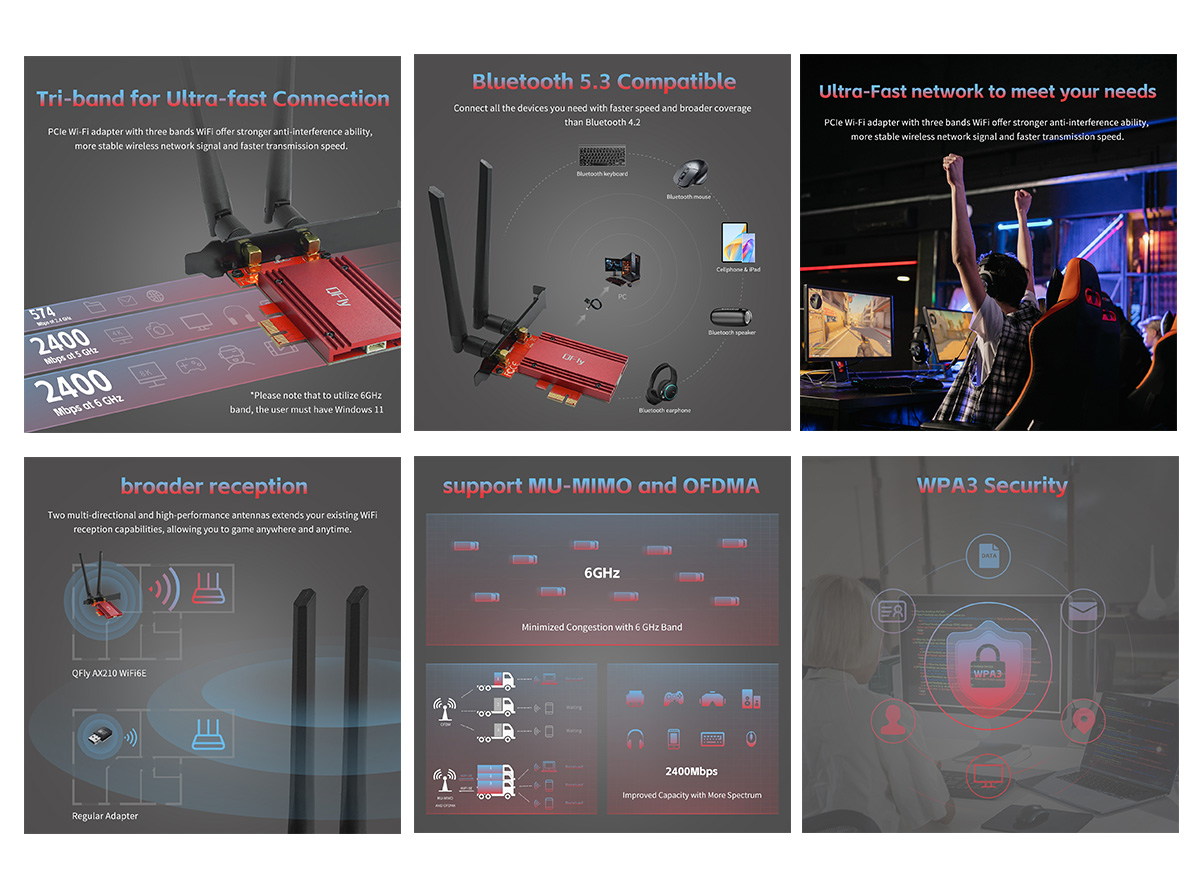 Tri-band for Ultra-fast Connection
PCIe Wi-Fi adapter with three bands WiFi offer stronger anti-interference ability,
more stable wireless network signal and faster transmission speed.
QFly
574
Mbps at 2.4 GHz
2400
Mbps at 5 GHz
2400
Mbps at 6 GHz
8K
*Please note that to utilize 6GHz
band, the user must have Windows 11
Bluetooth 5.3 Compatible
Connect all the devices you need with faster speed and broader coverage
than Bluetooth 4.2
Bluetooth keyboard
Bluetooth mouse
Cellphone & iPad
PC
Bluetooth speaker
QFly
Bluetooth earphone
Ultra-Fast network to meet your needs
PCIe Wi-Fi adapter with three bands WiFi offer stronger anti-interference ability,
more stable wireless network signal and faster transmission speed.
broader reception
Two multi-directional and high-performance antennas extends your existing WiFi
reception capabilities, allowing you to game anywhere and anytime.
QFly AX210 WiFi6E
Regular Adapter
support MU-MIMO and OFDMA
6GHz
Minimized Congestion with 6 GHz Band
OFDM
Waiting
Waiting
MU-MIMO
AND OFDMA
2400Mbps
Improved Capacity with More Spectrum
WPA3 Security
DATA
WPA3